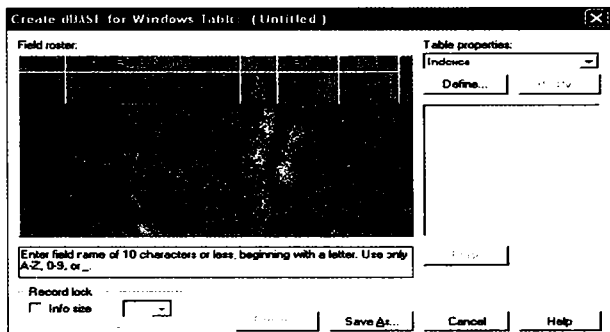 Create dBASE for Windows Table: (Untitled)
Field roster:
Table properties:
Indexes
Define...
Enter field name of 10 characters or less, beginning with a letter. Use only
A-Z, 0-9, or _.
Record lock
Info size
Save As...
Cancel
Help